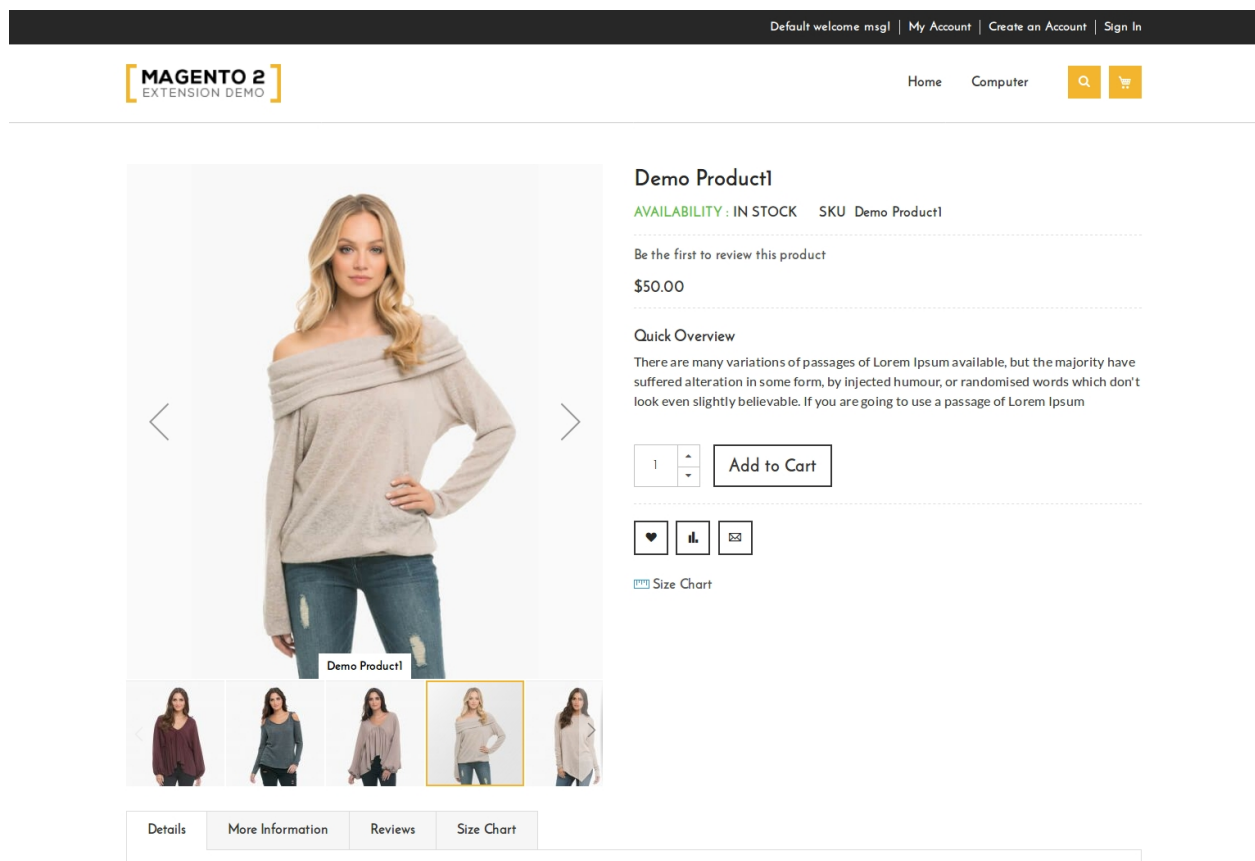 Default welcome msg! My Account Create an Account Sign In
MAGENTO 2
EXTENSION DEMO
Home Computer
Demo Product1
AVAILABILITY : IN STOCK SKU Demo Product1
Be the first to review this product
$50.00
Quick Overview
There are many variations of passages of Lorem Ipsum available, but the majority have
suffered alteration in some form, by injected humour, or randomised words which don't
look even slightly believable. If you are going to use a passage of Lorem Ipsum
1 Add to Cart
Size Chart
Demo Product1
Details More Information Reviews Size Chart